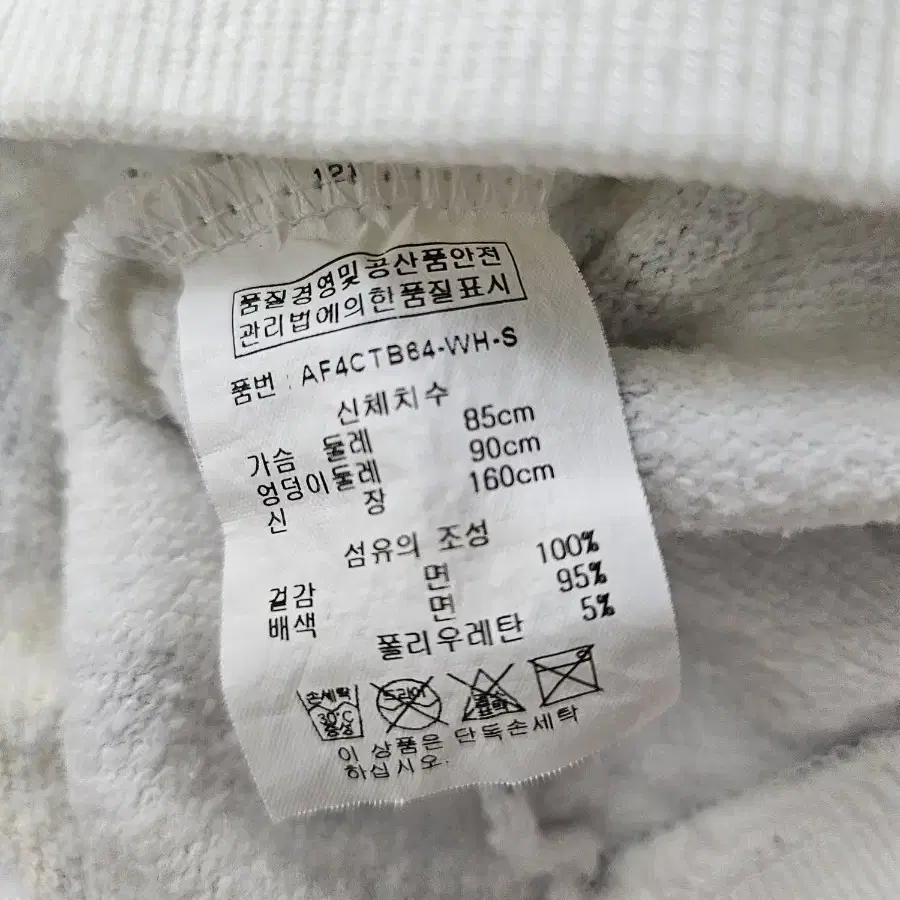 121
품질경영및 공산품안전
관리법에의한품질표시
품번 : AF4CTB64-WH-S
신체치수
가슴 둘레 85cm
엉덩이둘레 90cm
신 장 160cm
섬유의 조성
겉감 면 100%
배색 면 95%
폴리우레탄 5%
손세탁 30℃ 중성
드라이
염소 표백
이 상품은 단독손세탁
하십시오.